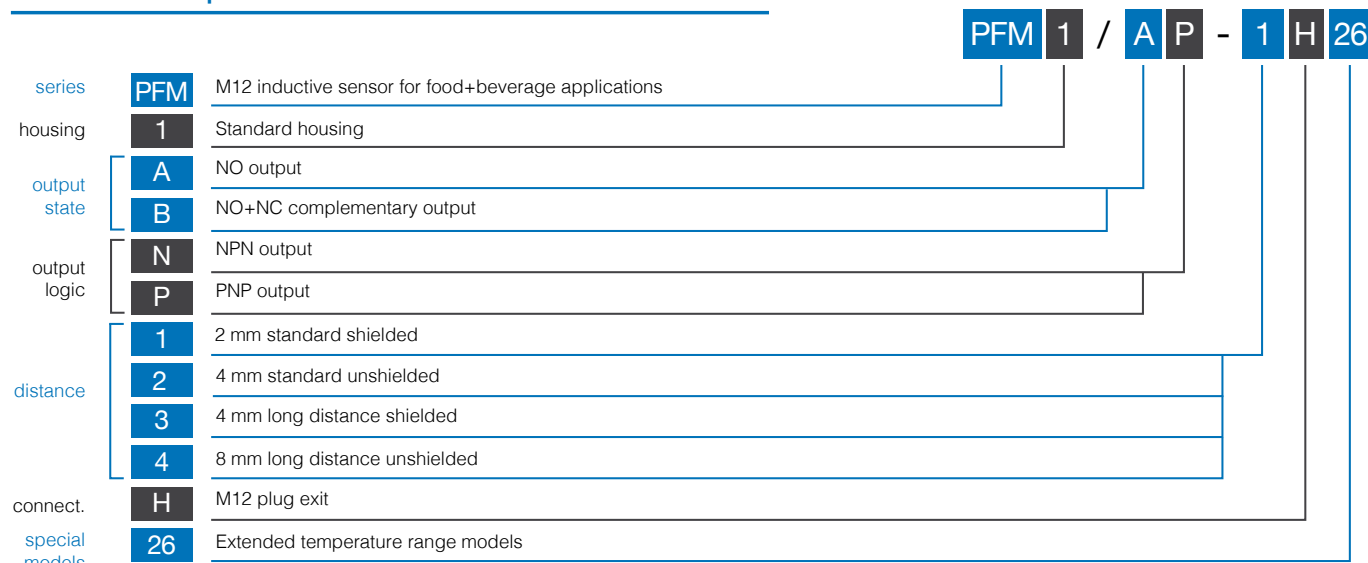 PFM 1 / A P - 1 H 26
series PFM M12 inductive sensor for food+beverage applications
housing 1 Standard housing
output state
A NO output
B NO+NC complementary output
output logic
N NPN output
P PNP output
distance
1 2 mm standard shielded
2 4 mm standard unshielded
3 4 mm long distance shielded
4 8 mm long distance unshielded
connect. H M12 plug exit
special models
26 Extended temperature range models